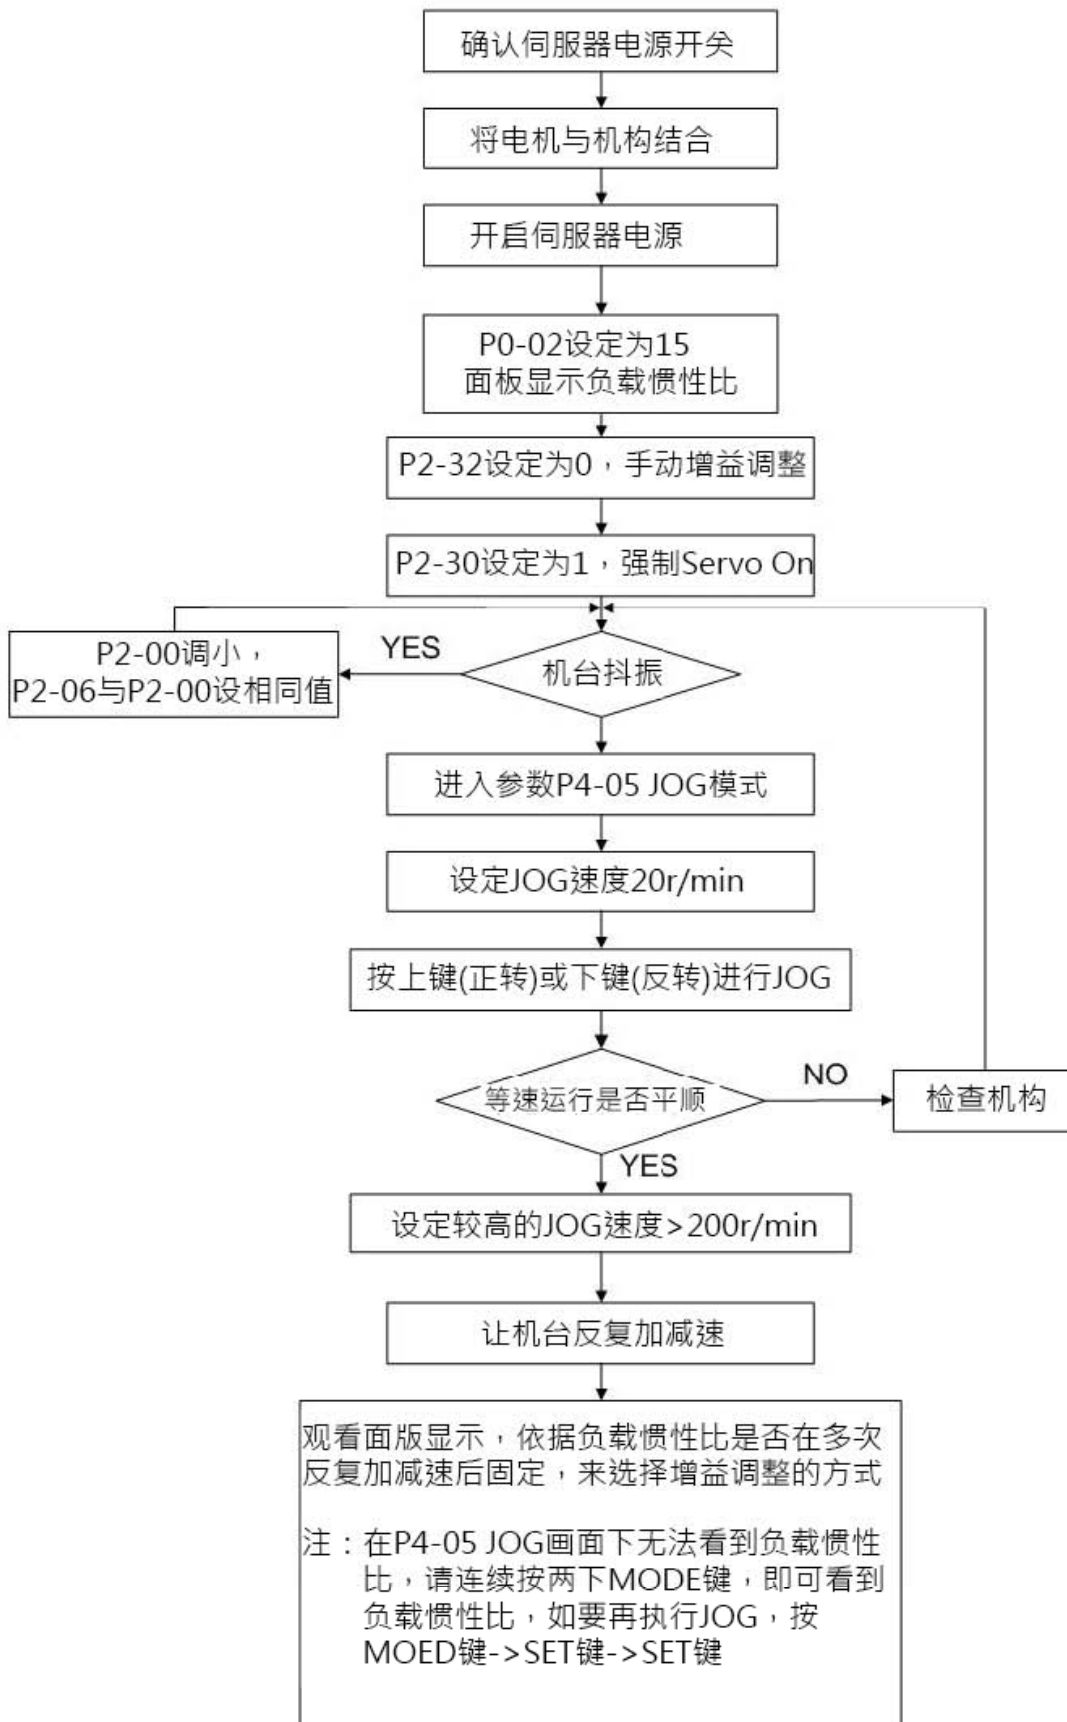 确认伺服器电源开关
将电机与机构结合
开启伺服器电源
P0-02设定为15
面板显示负载惯性比
P2-32设定为0，手动增益调整
P2-30设定为1，强制Servo On
P2-00调小，
P2-06与P2-00设相同值
YES
机台抖振
进入参数P4-05 JOG模式
设定JOG速度20r/min
按上键(正转)或下键(反转)进行JOG
等速运行是否平顺
NO
检查机构
YES
设定较高的JOG速度>200r/min
让机台反复加减速
观看面版显示，依据负载惯性比是否在多次
反复加减速后固定，来选择增益调整的方式
注：在P4-05 JOG画面下无法看到负载惯性
比，请连续按两下MODE键，即可看到
负载惯性比，如要再执行JOG，按
MOED键->SET键->SET键